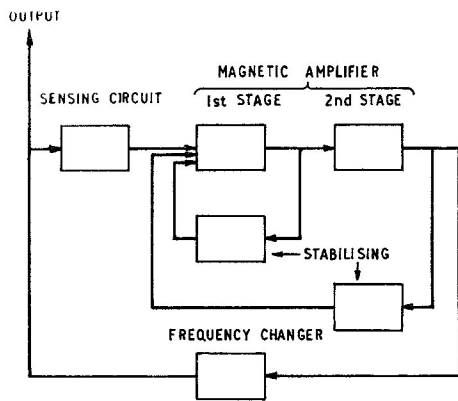 OUTPUT
MAGNETIC AMPLIFIER
SENSING CIRCUIT
1st STAGE
2nd STAGE
STABILISING
FREQUENCY CHANGER